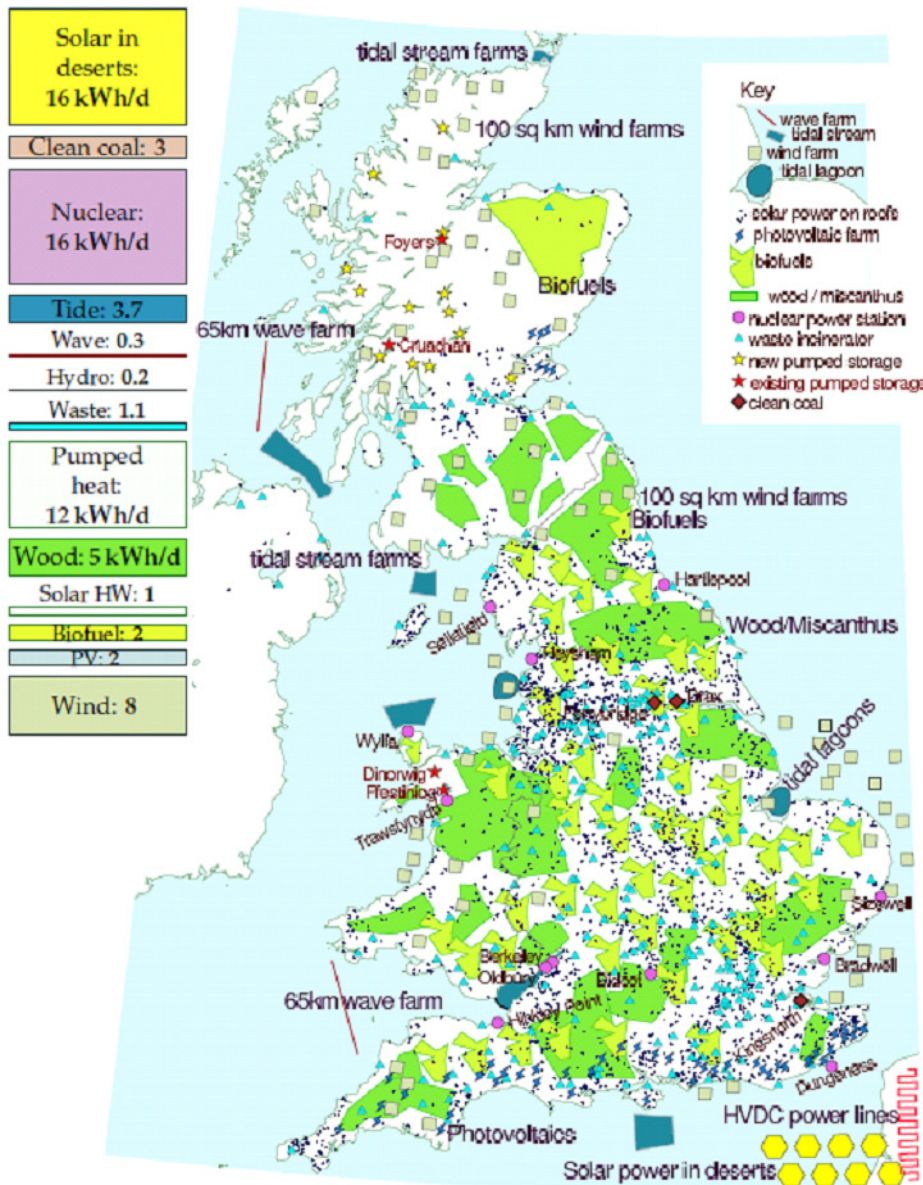 Solar in
deserts:
16 kWh/d
Clean coal: 3
Nuclear:
16 kWh/d
Tide: 3.7
Wave: 0.3
Hydro: 0.2
Waste: 1.1
Pumped
heat:
12 kWh/d
Wood: 5 kWh/d
Solar HW: 1
Biofuel: 2
PV: 2
Wind: 8
tidal stream farms
100 sq km wind farms
Foyers
Biofuels
65km wave farm
Cruachan
100 sq km wind farms
Biofuels
tidal stream farms
Hartlepool
Sellafield
Wood/Miscanthus
Heysham
Drax
Ferrybridge
Wylfa
tidal lagoons
Dinorwig
Ffestiniog
Trawsfynydd
Sizewell
Berkeley
Oldbury
Didcot
Bradwell
65km wave farm
Hinkley Point
Kingsnorth
Dungeness
Photovoltaics
HVDC power lines
Solar power in deserts
Key
wave farm
tidal stream
wind farm
tidal lagoon
solar power on roofs
photovoltaic farm
biofuels
wood / miscanthus
nuclear power station
waste incinerator
new pumped storage
existing pumped storage
clean coal